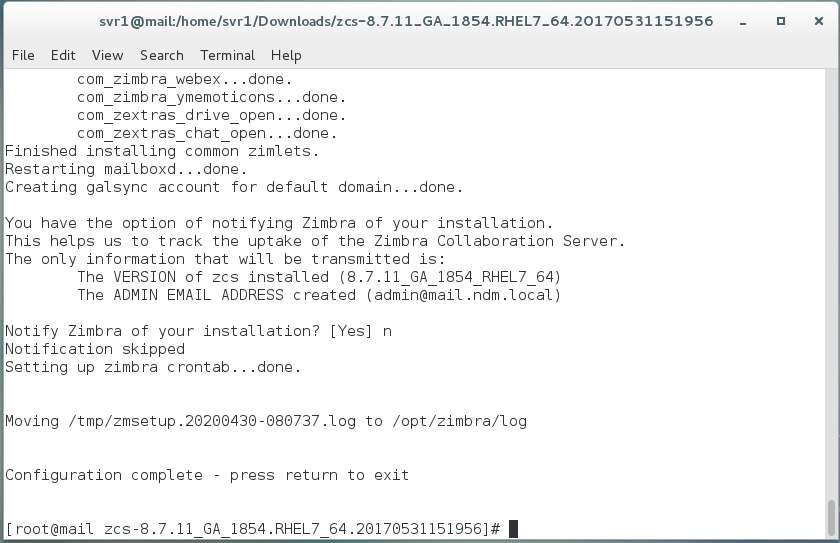 svr1@mail:/home/svr1/Downloads/zcs-8.7.11_GA_1854.RHEL7_64.20170531151956
File Edit View Search Terminal Help
com_zimbra_webex...done.
com_zimbra_ymemoticons...done.
com_zextras_drive_open...done.
com_zextras_chat_open...done.
Finished installing common zimlets.
Restarting mailboxd...done.
Creating galsync account for default domain...done.
You have the option of notifying Zimbra of your installation.
This helps us to track the uptake of the Zimbra Collaboration Server.
The only information that will be transmitted is:
The VERSION of zcs installed (8.7.11_GA_1854_RHEL7_64)
The ADMIN EMAIL ADDRESS created (admin@mail.ndm.local)
Notify Zimbra of your installation? [Yes] n
Notification skipped
Setting up zimbra crontab...done.
Moving /tmp/zmsetup.20200430-080737.log to /opt/zimbra/log
Configuration complete - press return to exit
[root@mail zcs-8.7.11_GA_1854.RHEL7_64.20170531151956]#